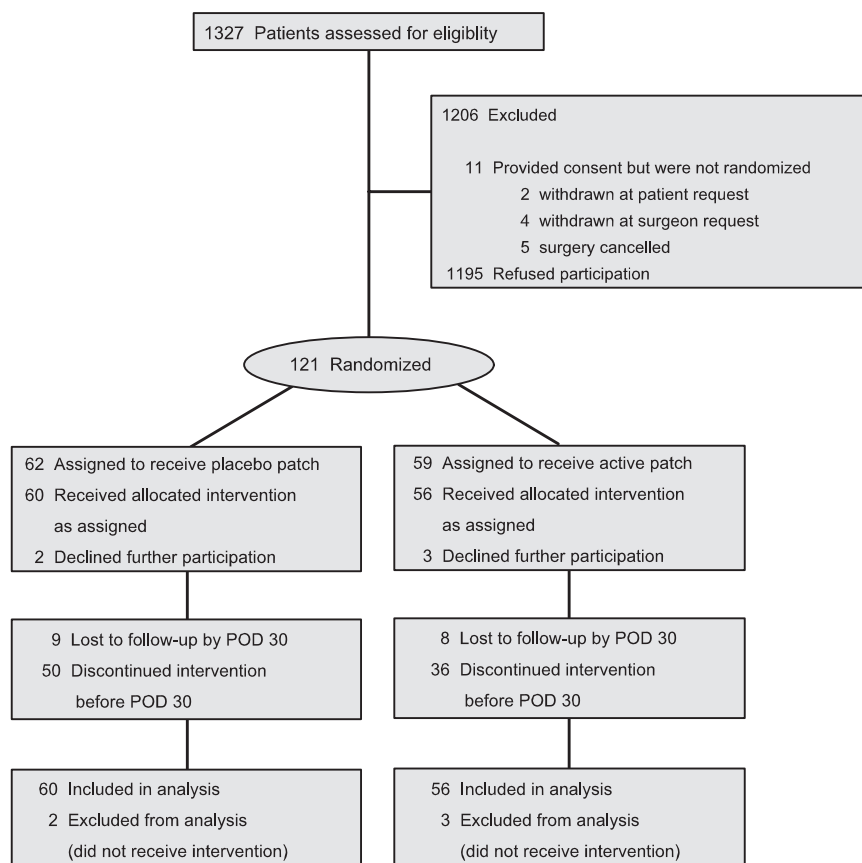 1327 Patients assessed for eligiblity
1206 Excluded
11 Provided consent but were not randomized
2 withdrawn at patient request
4 withdrawn at surgeon request
5 surgery cancelled
1195 Refused participation
121 Randomized
62 Assigned to receive placebo patch
60 Received allocated intervention
as assigned
2 Declined further participation
59 Assigned to receive active patch
56 Received allocated intervention
as assigned
3 Declined further participation
9 Lost to follow-up by POD 30
50 Discontinued intervention
before POD 30
8 Lost to follow-up by POD 30
36 Discontinued intervention
before POD 30
60 Included in analysis
2 Excluded from analysis
(did not receive intervention)
56 Included in analysis
3 Excluded from analysis
(did not receive intervention)